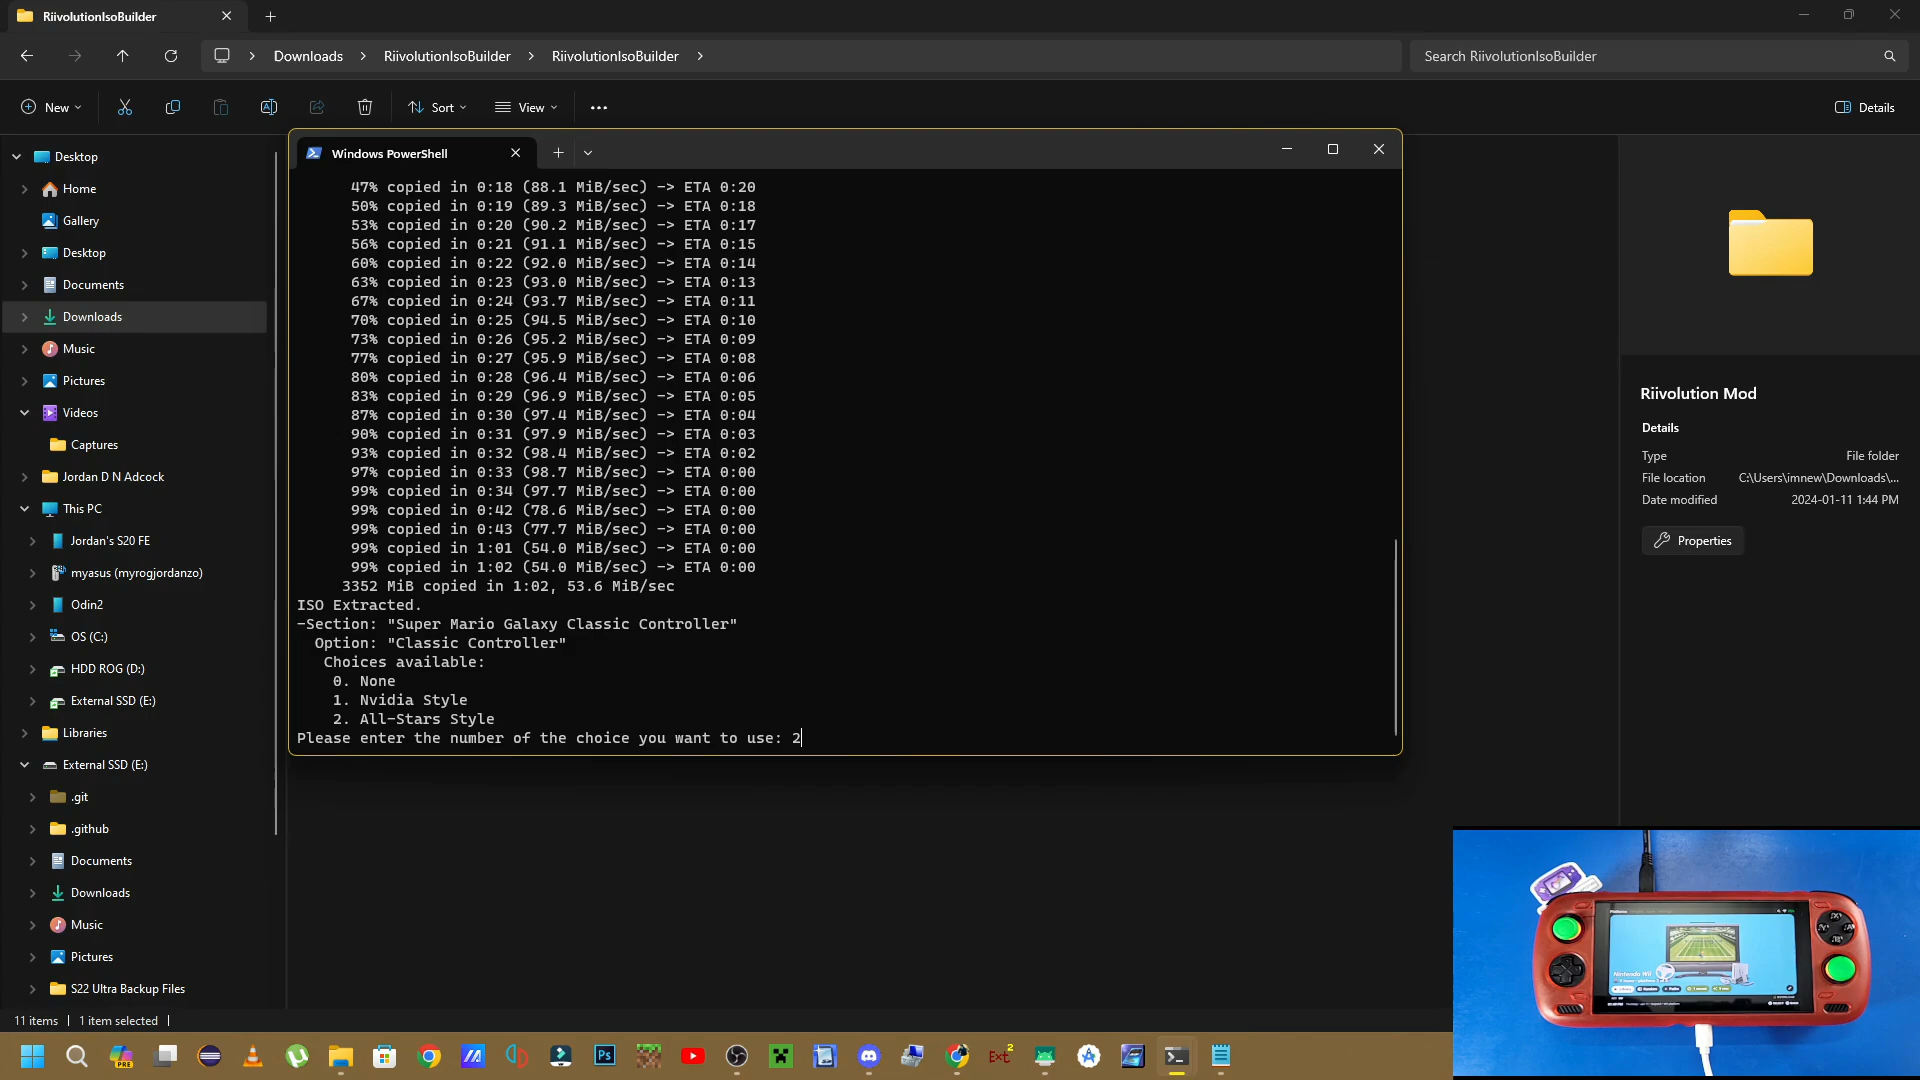 RiivolutionIsoBuilder
Downloads
RiivolutionIsoBuilder
RiivolutionIsoBuilder
Search RiivolutionIsoBuilder
New
Sort
View
Details
Desktop
Home
Gallery
Desktop
Documents
Downloads
Music
Pictures
Videos
Captures
Jordan D N Adcock
This PC
Jordan's S20 FE
myasus (myrogjordanzo)
Odin2
OS (C:)
HDD ROG (D:)
External SSD (E:)
Libraries
External SSD (E:)
.git
.github
Documents
Downloads
Music
Pictures
S22 Ultra Backup Files
11 items
1 item selected
Windows PowerShell
47% copied in 0:18 (88.1 MiB/sec) -> ETA 0:20
50% copied in 0:19 (89.3 MiB/sec) -> ETA 0:18
53% copied in 0:20 (90.2 MiB/sec) -> ETA 0:17
56% copied in 0:21 (91.1 MiB/sec) -> ETA 0:15
60% copied in 0:22 (92.0 MiB/sec) -> ETA 0:14
63% copied in 0:23 (93.0 MiB/sec) -> ETA 0:13
67% copied in 0:24 (93.7 MiB/sec) -> ETA 0:11
70% copied in 0:25 (94.5 MiB/sec) -> ETA 0:10
73% copied in 0:26 (95.2 MiB/sec) -> ETA 0:09
77% copied in 0:27 (95.9 MiB/sec) -> ETA 0:08
80% copied in 0:28 (96.4 MiB/sec) -> ETA 0:06
83% copied in 0:29 (96.9 MiB/sec) -> ETA 0:05
87% copied in 0:30 (97.4 MiB/sec) -> ETA 0:04
90% copied in 0:31 (97.9 MiB/sec) -> ETA 0:03
93% copied in 0:32 (98.4 MiB/sec) -> ETA 0:02
97% copied in 0:33 (98.7 MiB/sec) -> ETA 0:00
99% copied in 0:34 (97.7 MiB/sec) -> ETA 0:00
99% copied in 0:42 (78.6 MiB/sec) -> ETA 0:00
99% copied in 0:43 (77.7 MiB/sec) -> ETA 0:00
99% copied in 1:01 (54.0 MiB/sec) -> ETA 0:00
99% copied in 1:02 (54.0 MiB/sec) -> ETA 0:00
3352 MiB copied in 1:02, 53.6 MiB/sec
ISO Extracted.
-Section: "Super Mario Galaxy Classic Controller"
Option: "Classic Controller"
Choices available:
0. None
1. Nvidia Style
2. All-Stars Style
Please enter the number of the choice you want to use: 2
Riivolution Mod
Details
Type File folder
File location C:\Users\imnew\Downloads\...
Date modified 2024-01-11 1:44 PM
Properties
Nintendo Wii
PRE
Ps
Ext2